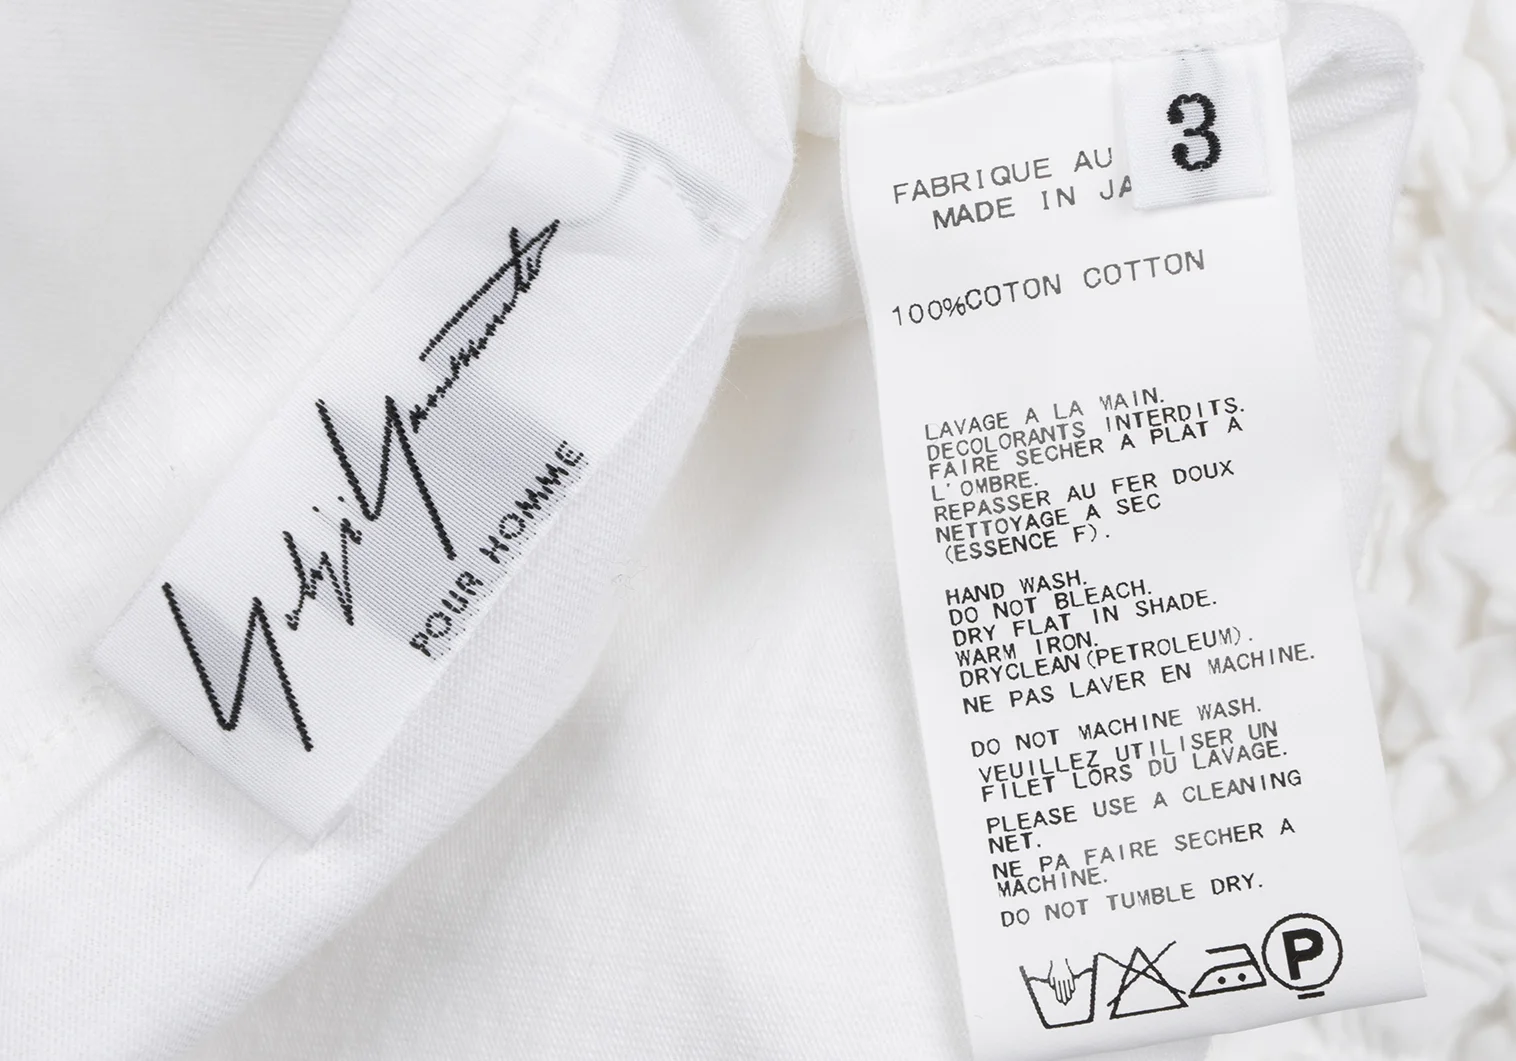 Yohji Yamamoto
POUR HOMME
3
FABRIQUE AU
MADE IN JA
100%COTON COTTON
LAVAGE A LA MAIN.
DECOLORANTS INTERDITS.
FAIRE SECHER A PLAT A
L'OMBRE.
REPASSER AU FER DOUX
NETTOYAGE A SEC
(ESSENCE F).
HAND WASH.
DO NOT BLEACH.
DRY FLAT IN SHADE.
WARM IRON.
DRYCLEAN(PETROLEUM).
NE PAS LAVER EN MACHINE.
DO NOT MACHINE WASH.
VEUILLEZ UTILISER UN
FILET LORS DU LAVAGE.
PLEASE USE A CLEANING
NET.
NE PA FAIRE SECHER A
MACHINE.
DO NOT TUMBLE DRY.
P